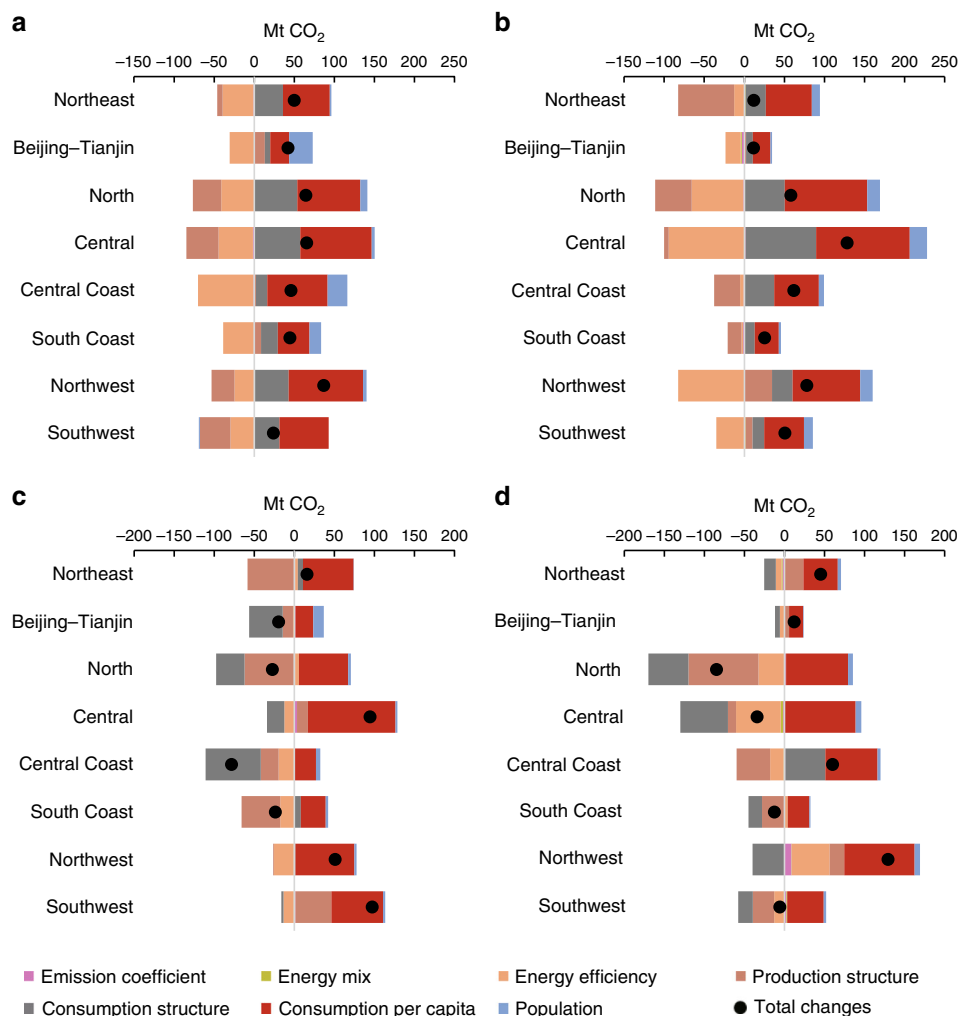 a
Mt CO2
−150 −100 −50 0 50 100 150 200 250
Northeast
Beijing–Tianjin
North
Central
Central Coast
South Coast
Northwest
Southwest
b
Mt CO2
−150 −100 −50 0 50 100 150 200 250
Northeast
Beijing–Tianjin
North
Central
Central Coast
South Coast
Northwest
Southwest
c
Mt CO2
−200 −150 −100 −50 0 50 100 150 200
Northeast
Beijing–Tianjin
North
Central
Central Coast
South Coast
Northwest
Southwest
d
Mt CO2
−200 −150 −100 −50 0 50 100 150 200
Northeast
Beijing–Tianjin
North
Central
Central Coast
South Coast
Northwest
Southwest
Emission coefficient Energy mix Energy efficiency Production structure
Consumption structure Consumption per capita Population Total changes